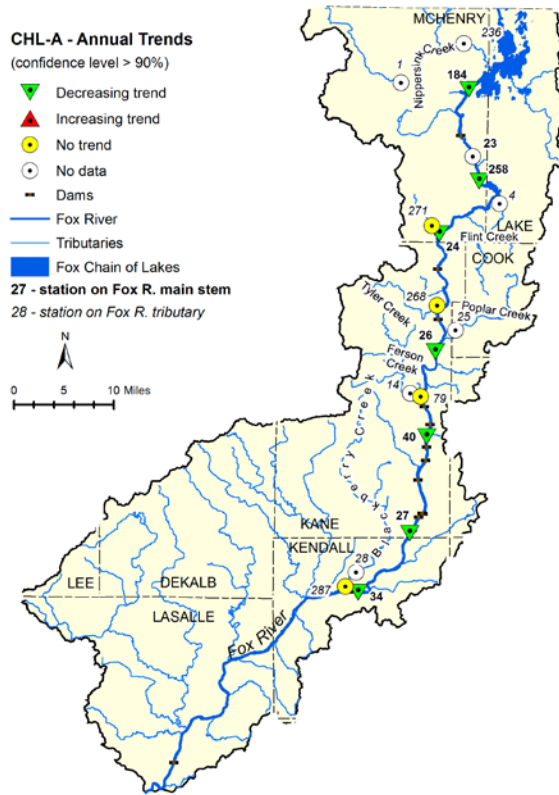 CHL-A - Annual Trends
(confidence level > 90%)
Decreasing trend
Increasing trend
No trend
No data
Dams
Fox River
Tributaries
Fox Chain of Lakes
27 - station on Fox R. main stem
28 - station on Fox R. tributary
N
0 5 10 Miles
MCHENRY
236
Nippersink Creek
1
184
23
258
4
271
LAKE
24
Flint Creek
COOK
268
Tyler Creek
Poplar Creek
25
26
Ferson Creek
14
79
40
Blackberry Creek
27
KANE
KENDALL
28
287
34
LEE
DEKALB
LASALLE
Fox River